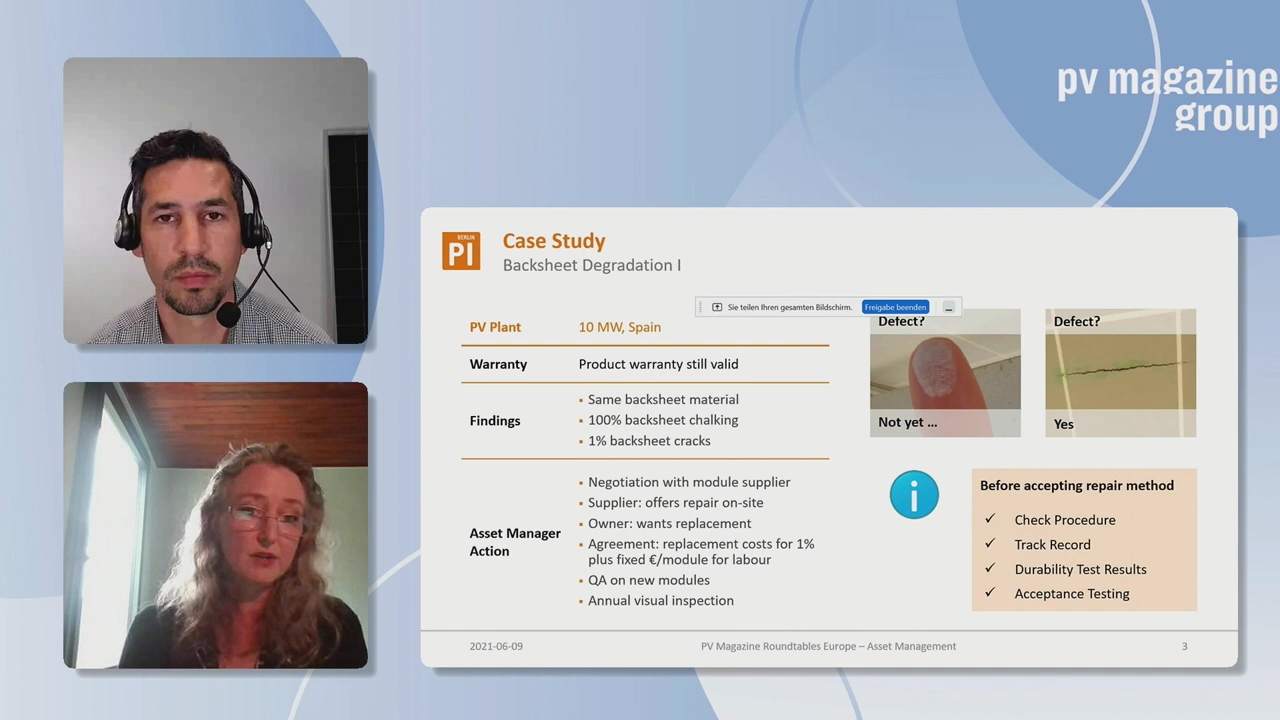 pv magazine
group
BERLIN
PI
Case Study
Backsheet Degradation I
Sie teilen Ihren gesamten Bildschirm.
Freigabe beenden
PV Plant
10 MW, Spain
Warranty
Product warranty still valid
Findings
▪ Same backsheet material
▪ 100% backsheet chalking
▪ 1% backsheet cracks
Asset Manager
Action
▪ Negotiation with module supplier
▪ Supplier: offers repair on-site
▪ Owner: wants replacement
▪ Agreement: replacement costs for 1%
plus fixed €/module for labour
▪ QA on new modules
▪ Annual visual inspection
Defect?
Not yet ...
Defect?
Yes
i
Before accepting repair method
✓ Check Procedure
✓ Track Record
✓ Durability Test Results
✓ Acceptance Testing
2021-06-09
PV Magazine Roundtables Europe – Asset Management
3